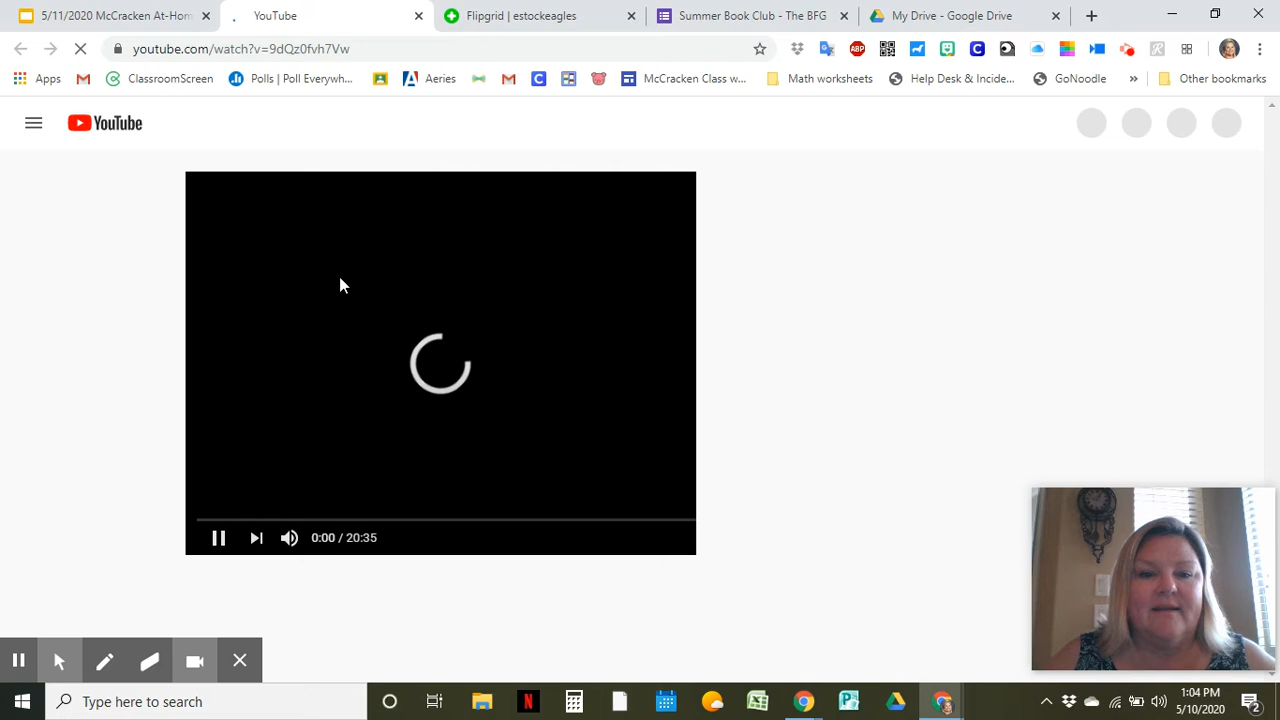 5/11/2020 McCracken At-Hom
YouTube
Flipgrid | estockeagles
Summer Book Club - The BFG
My Drive - Google Drive
youtube.com/watch?v=9dQz0fvh7Vw
ABP
Apps
ClassroomScreen
Polls | Poll Everywh...
Aeries
McCracken Class w...
Math worksheets
Help Desk & Incide...
GoNoodle
Other bookmarks
YouTube
0:00 / 20:35
Type here to search
1:04 PM
5/10/2020
2